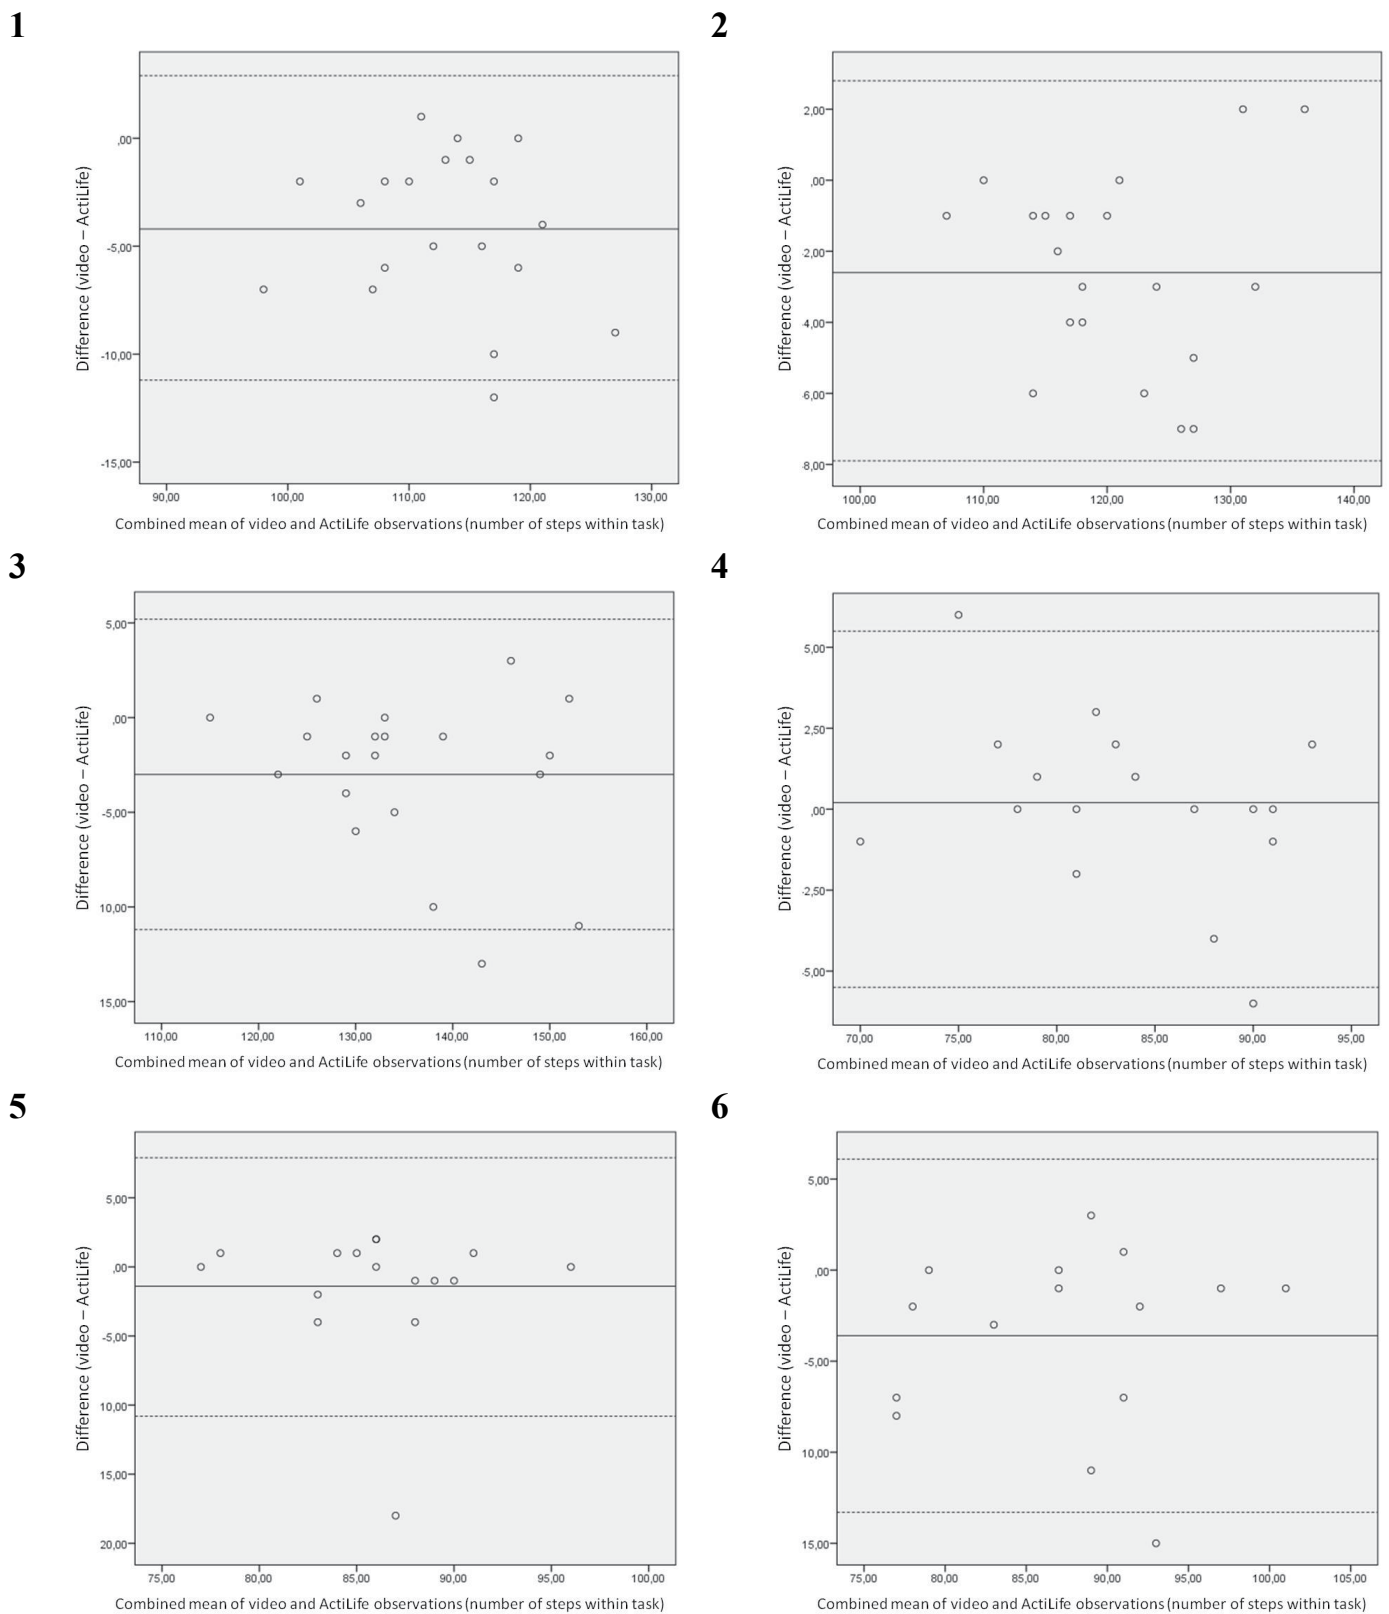 1
Difference (video – ActiLife)
,00
-5,00
-10,00
-15,00
90,00 100,00 110,00 120,00 130,00
Combined mean of video and ActiLife observations (number of steps within task)
2
Difference (video – ActiLife)
2,00
,00
-2,00
-4,00
-6,00
-8,00
100,00 110,00 120,00 130,00 140,00
Combined mean of video and ActiLife observations (number of steps within task)
3
Difference (video – ActiLife)
5,00
,00
-5,00
10,00
15,00
110,00 120,00 130,00 140,00 150,00 160,00
Combined mean of video and ActiLife observations (number of steps within task)
4
Difference (video – ActiLife)
5,00
2,50
,00
-2,50
-5,00
70,00 75,00 80,00 85,00 90,00 95,00
Combined mean of video and ActiLife observations (number of steps within task)
5
Difference (video – ActiLife)
5,00
,00
-5,00
10,00
15,00
20,00
75,00 80,00 85,00 90,00 95,00 100,00
Combined mean of video and ActiLife observations (number of steps within task)
6
Difference (video – ActiLife)
5,00
,00
-5,00
10,00
15,00
75,00 80,00 85,00 90,00 95,00 100,00 105,00
Combined mean of video and ActiLife observations (number of steps within task)